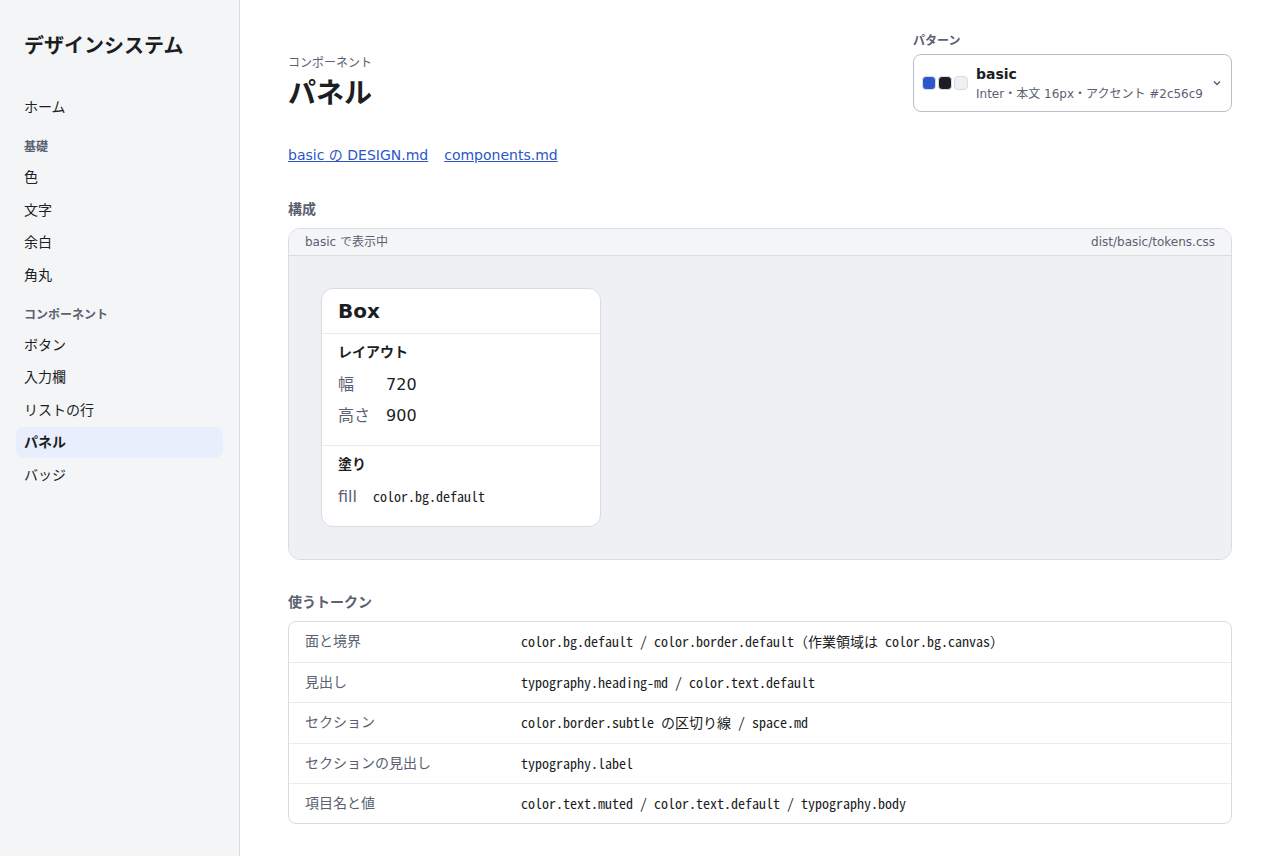 デザインシステム
ホーム
基礎
色
文字
余白
角丸
コンポーネント
ボタン
入力欄
リストの行
パネル
バッジ
コンポーネント
パネル
パターン
basic
Inter・本文 16px・アクセント #2c56c9
basic の DESIGN.md components.md
構成
basic で表示中 dist/basic/tokens.css
Box
レイアウト
幅 720
高さ 900
塗り
fill color.bg.default
使うトークン
面と境界 color.bg.default / color.border.default（作業領域は color.bg.canvas）
見出し typography.heading-md / color.text.default
セクション color.border.subtle の区切り線 / space.md
セクションの見出し typography.label
項目名と値 color.text.muted / color.text.default / typography.body